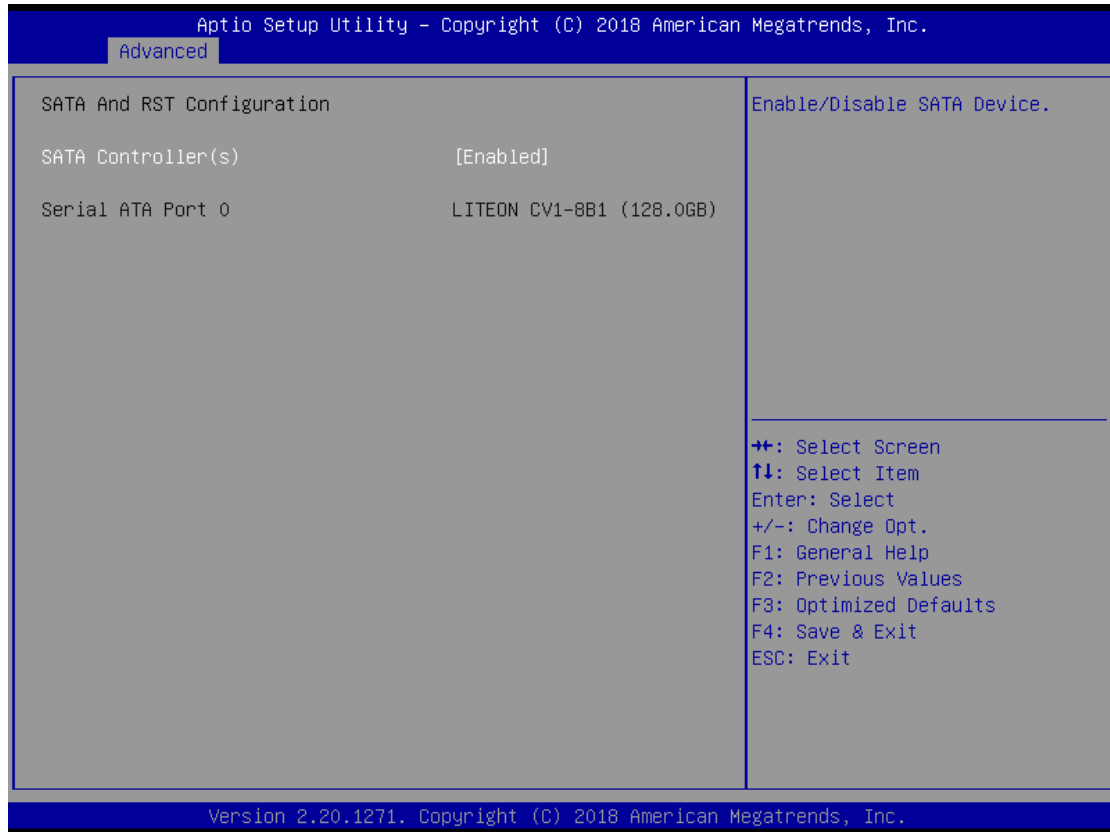 Aptio Setup Utility – Copyright (C) 2018 American Megatrends, Inc.
Advanced
SATA And RST Configuration
SATA Controller(s) [Enabled]
Serial ATA Port 0 LITEON CV1-8B1 (128.0GB)
Enable/Disable SATA Device.
→←: Select Screen
↑↓: Select Item
Enter: Select
+/-: Change Opt.
F1: General Help
F2: Previous Values
F3: Optimized Defaults
F4: Save & Exit
ESC: Exit
Version 2.20.1271. Copyright (C) 2018 American Megatrends, Inc.